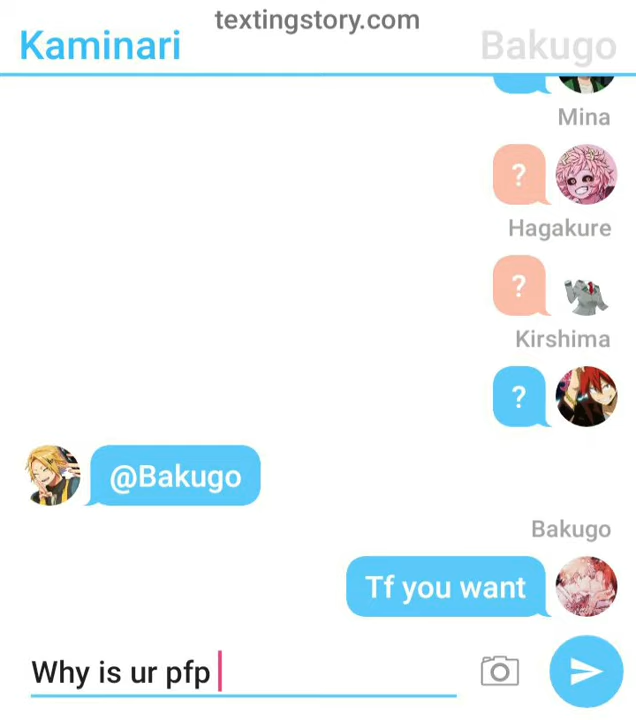 textingstory.com
Kaminari
Bakugo
Mina
?
Hagakure
?
Kirshima
?
@Bakugo
Bakugo
Tf you want
Why is ur pfp